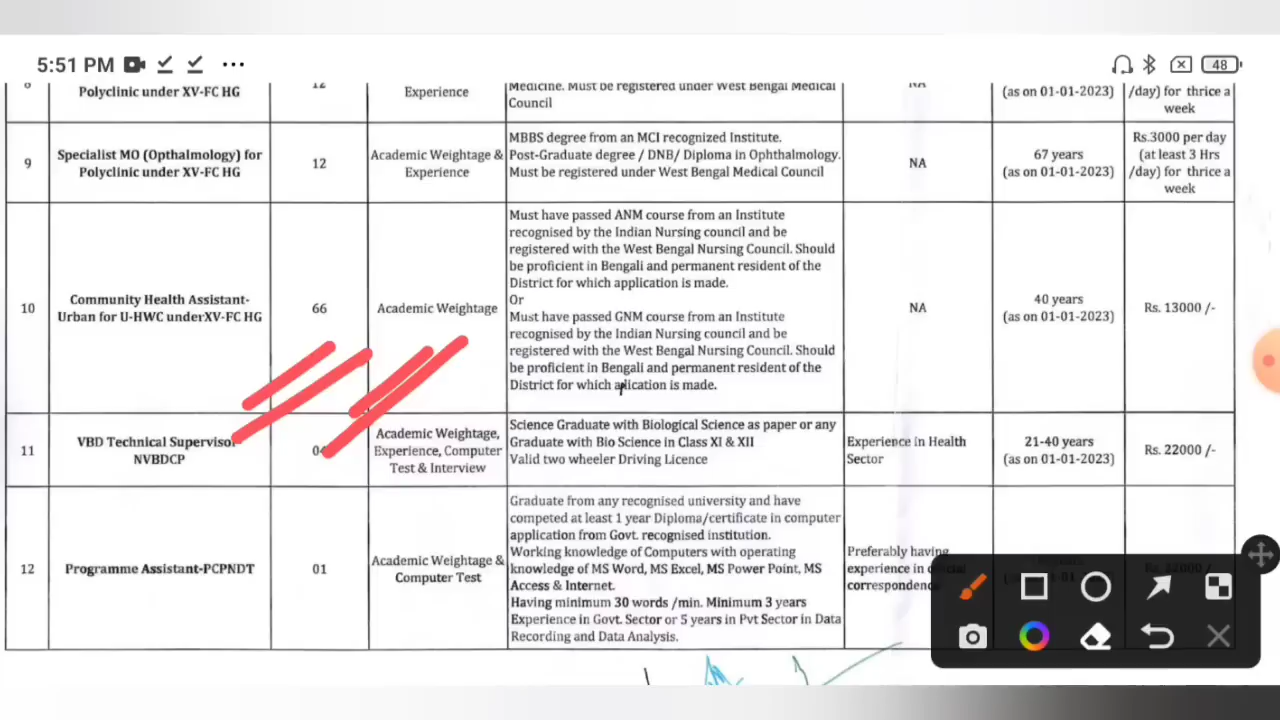 5:51 PM
48
Polyclinic under XV-FC HG
12
Experience
Medicine. Must be registered under West Bengal Medical
Council
NA
(as on 01-01-2023)
/day) for thrice a
week
9
Specialist MO (Opthalmology) for
Polyclinic under XV-FC HG
12
Academic Weightage &
Experience
MBBS degree from an MCI recognized Institute.
Post-Graduate degree / DNB/ Diploma in Ophthalmology.
Must be registered under West Bengal Medical Council
NA
67 years
(as on 01-01-2023)
Rs.3000 per day
(at least 3 Hrs
/day) for thrice a
week
10
Community Health Assistant-
Urban for U-HWC underXV-FC HG
66
Academic Weightage
Must have passed ANM course from an Institute
recognised by the Indian Nursing council and be
registered with the West Bengal Nursing Council. Should
be proficient in Bengali and permanent resident of the
District for which application is made.
Or
Must have passed GNM course from an Institute
recognised by the Indian Nursing council and be
registered with the West Bengal Nursing Council. Should
be proficient in Bengali and permanent resident of the
District for which aplication is made.
NA
40 years
(as on 01-01-2023)
Rs. 13000 /-
11
VBD Technical Supervisor-
NVBDCP
Academic Weightage,
Experience, Computer
Test & Interview
Science Graduate with Biological Science as paper or any
Graduate with Bio Science in Class XI & XII
Valid two wheeler Driving Licence
Experience in Health
Sector
21-40 years
(as on 01-01-2023)
Rs. 22000 /-
12
Programme Assistant-PCPNDT
01
Academic Weightage &
Computer Test
Graduate from any recognised university and have
competed at least 1 year Diploma/certificate in computer
application from Govt. recognised institution.
Working knowledge of Computers with operating
knowledge of MS Word, MS Excel, MS Power Point, MS
Access & Internet.
Having minimum 30 words /min. Minimum 3 years
Experience in Govt. Sector or 5 years in Pvt Sector in Data
Recording and Data Analysis.
Preferably having
experience in official
correspondence